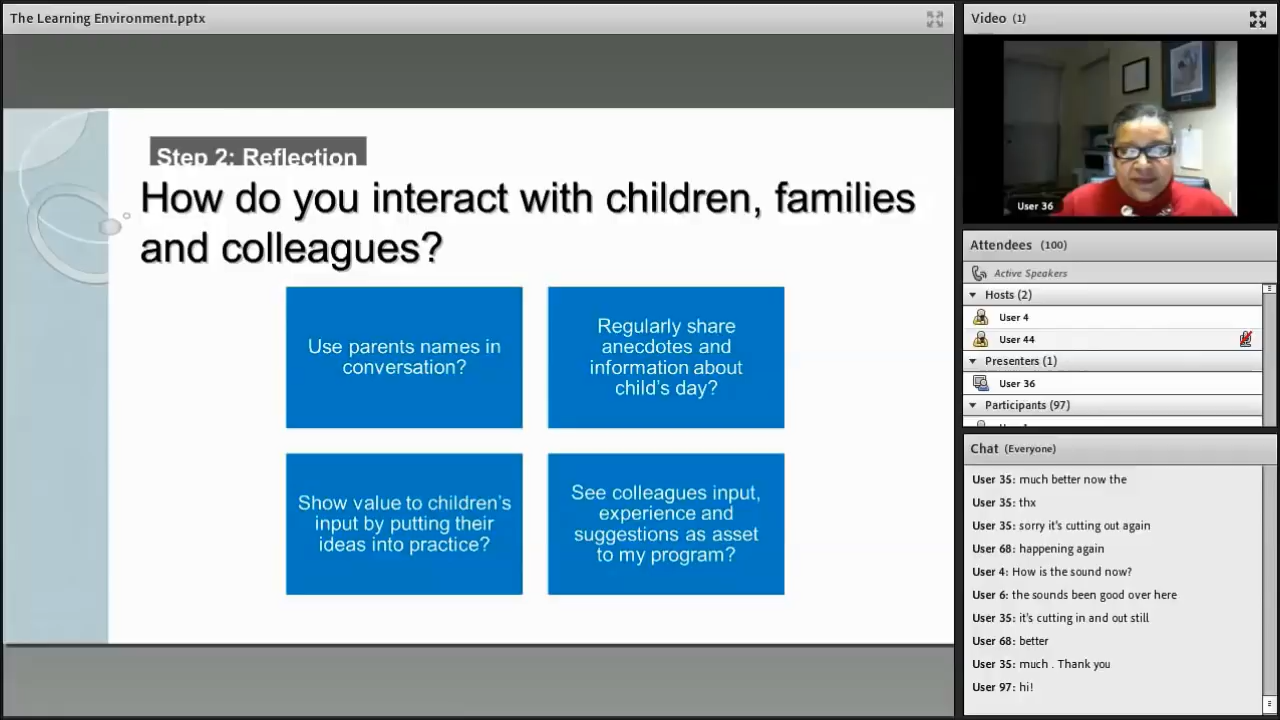 The Learning Environment.pptx
Step 2: Reflection
How do you interact with children, families
and colleagues?
Use parents names in
conversation?
Regularly share
anecdotes and
information about
child's day?
Show value to children's
input by putting their
ideas into practice?
See colleagues input,
experience and
suggestions as asset
to my program?
Video (1)
User 36
Attendees (100)
Active Speakers
Hosts (2)
User 4
User 44
Presenters (1)
User 36
Participants (97)
Chat (Everyone)
User 35: much better now the
User 35: thx
User 35: sorry it's cutting out again
User 68: happening again
User 4: How is the sound now?
User 6: the sounds been good over here
User 35: it's cutting in and out still
User 68: better
User 35: much . Thank you
User 97: hi!